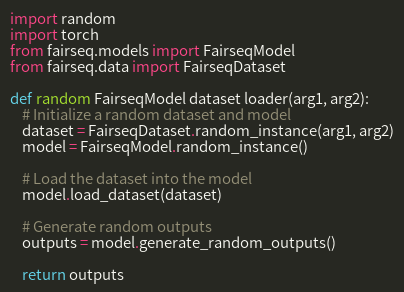 import random
import torch
from fairseq.models import FairseqModel
from fairseq.data import FairseqDataset
def random FairseqModel dataset loader(arg1, arg2):
# Initialize a random dataset and model
dataset = FairseqDataset.random_instance(arg1, arg2)
model = FairseqModel.random_instance()
# Load the dataset into the model
model.load_dataset(dataset)
# Generate random outputs
outputs = model.generate_random_outputs()
return outputs